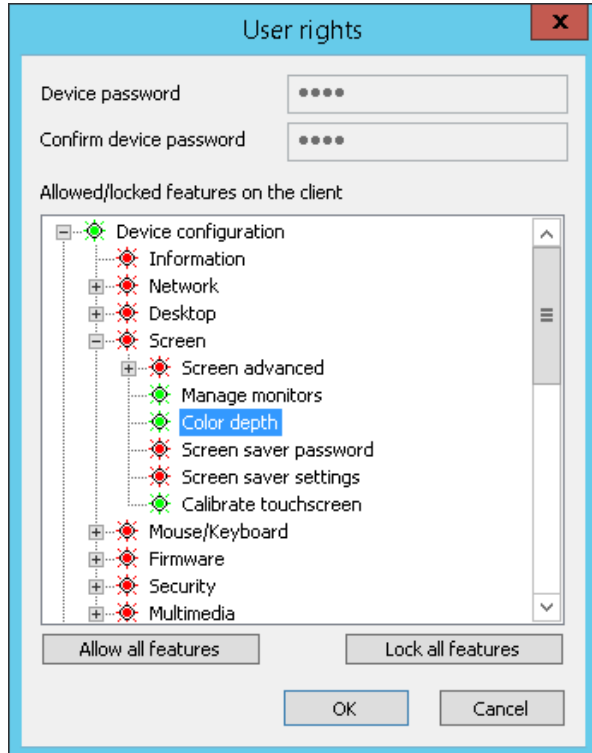 User rights
Device password
Confirm device password
Allowed/locked features on the client
Device configuration
Information
Network
Desktop
Screen
Screen advanced
Manage monitors
Color depth
Screen saver password
Screen saver settings
Calibrate touchscreen
Mouse/Keyboard
Firmware
Security
Multimedia
Allow all features Lock all features
OK Cancel